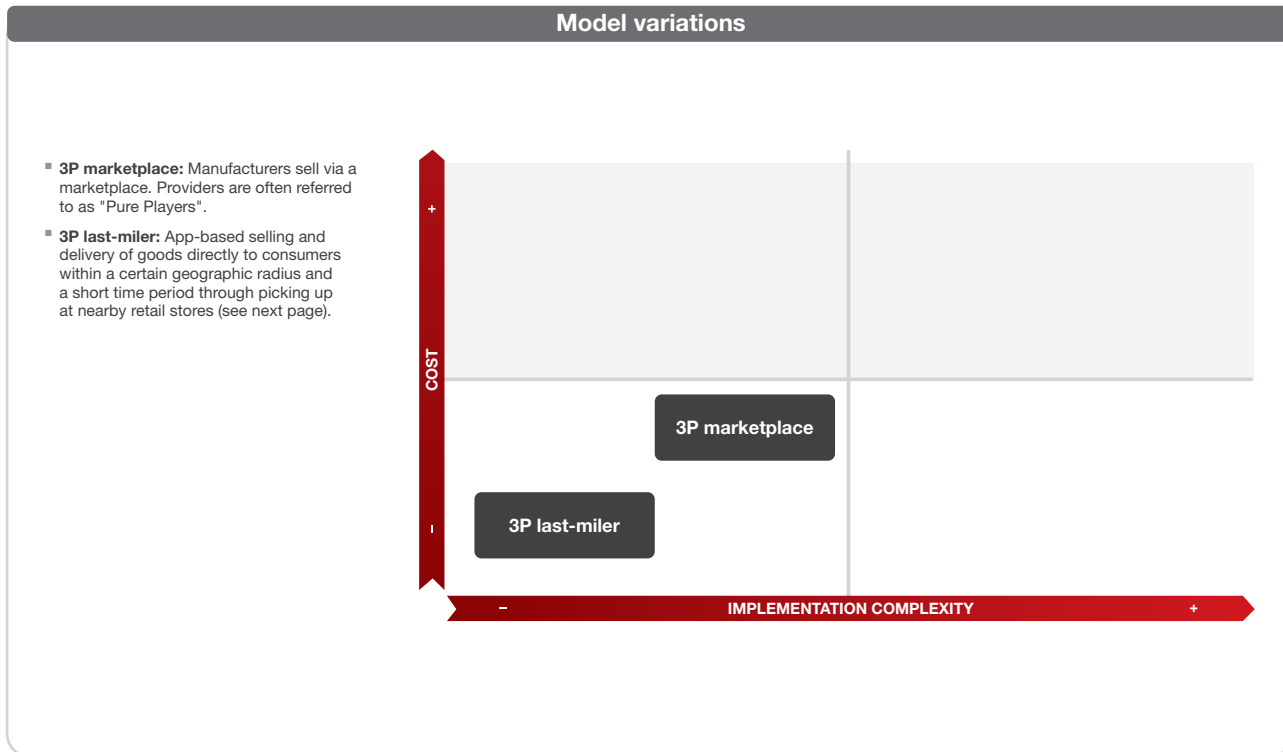 Model variations
3P marketplace: Manufacturers sell via a
marketplace. Providers are often referred
to as "Pure Players".
3P last-miler: App-based selling and
delivery of goods directly to consumers
within a certain geographic radius and
a short time period through picking up
at nearby retail stores (see next page).
+
COST
3P marketplace
3P last-miler
–
– IMPLEMENTATION COMPLEXITY +